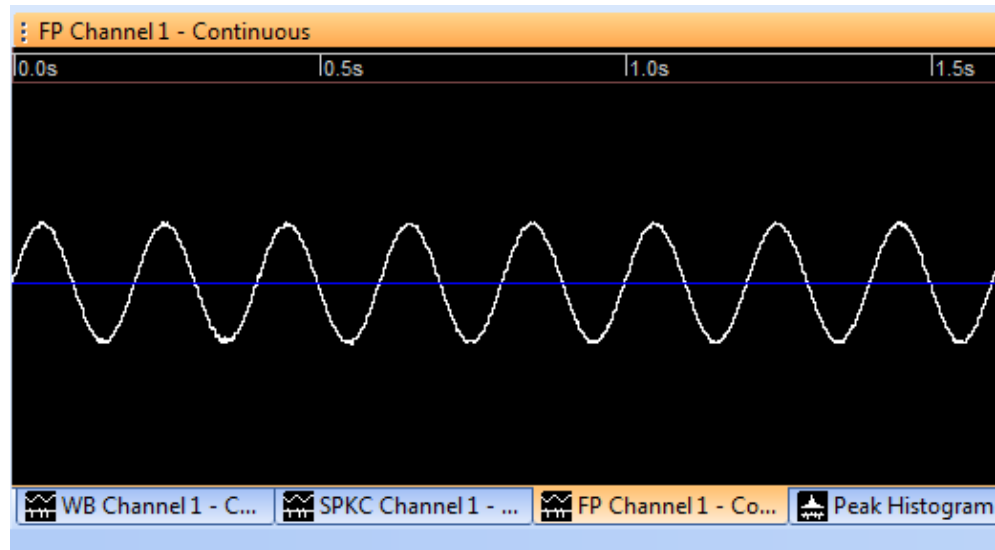 FP Channel 1 - Continuous
0.0s 0.5s 1.0s 1.5s
WB Channel 1 - C... SPKC Channel 1 - ... FP Channel 1 - Co... Peak Histogram